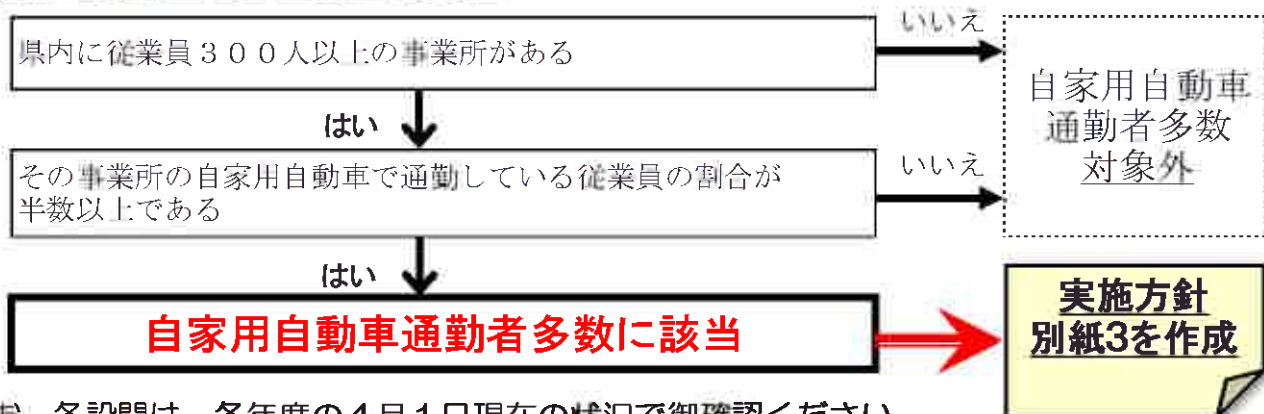 県内に従業員３００人以上の事業所がある
いいえ
はい
その事業所の自家用自動車で通勤している従業員の割合が
半数以上である
いいえ
自家用自動車
通勤者多数
対象外
はい
自家用自動車通勤者多数に該当
実施方針
別紙3を作成
各設問は、各年度の４月１日現在の状況で御確認ください